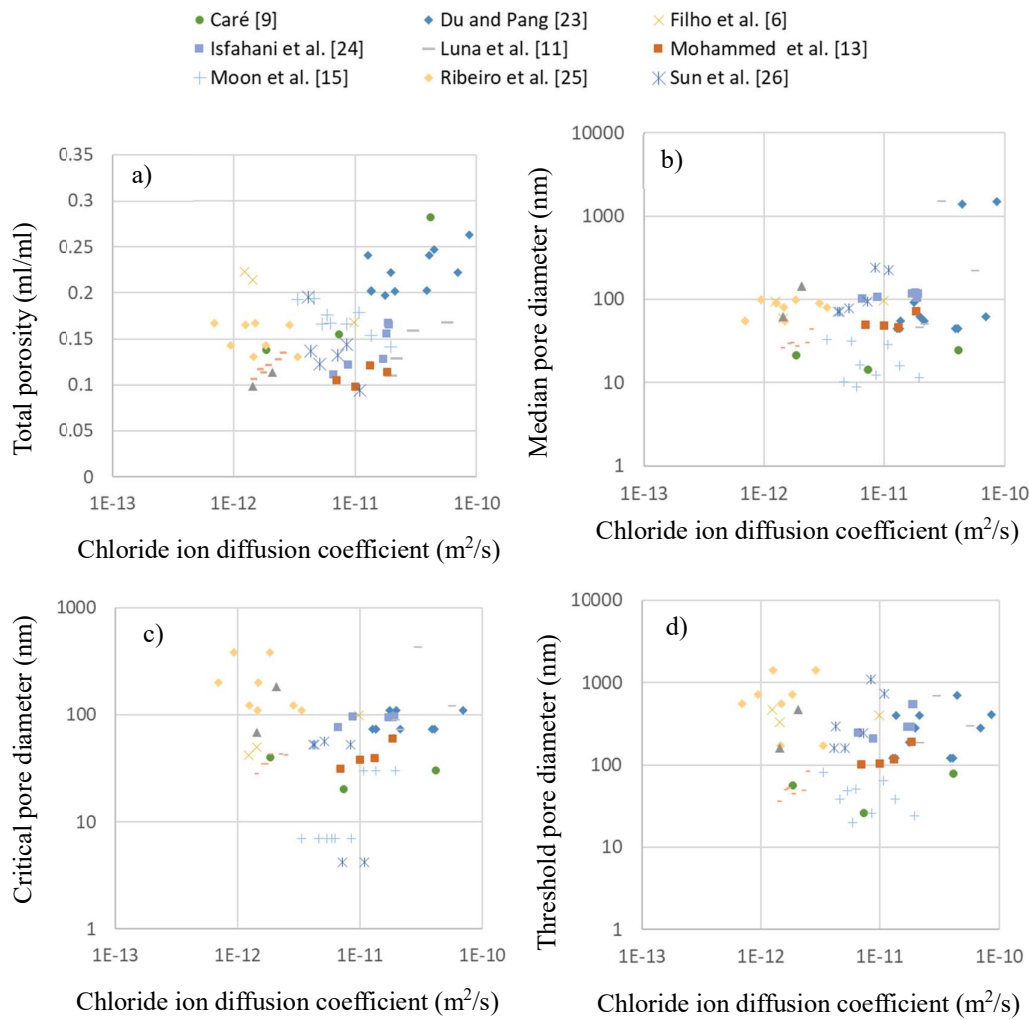 Caré [9] Du and Pang [23] Filho et al. [6]
Isfahani et al. [24] Luna et al. [11] Mohammed et al. [13]
Moon et al. [15] Ribeiro et al. [25] Sun et al. [26]
a)
Total porosity (ml/ml)
0.35
0.3
0.25
0.2
0.15
0.1
0.05
0
1E-13 1E-12 1E-11 1E-10
Chloride ion diffusion coefficient (m²/s)
b)
Median pore diameter (nm)
10000
1000
100
10
1
1E-13 1E-12 1E-11 1E-10
Chloride ion diffusion coefficient (m²/s)
c)
Critical pore diameter (nm)
1000
100
10
1
1E-13 1E-12 1E-11 1E-10
Chloride ion diffusion coefficient (m²/s)
d)
Threshold pore diameter (nm)
10000
1000
100
10
1
1E-13 1E-12 1E-11 1E-10
Chloride ion diffusion coefficient (m²/s)